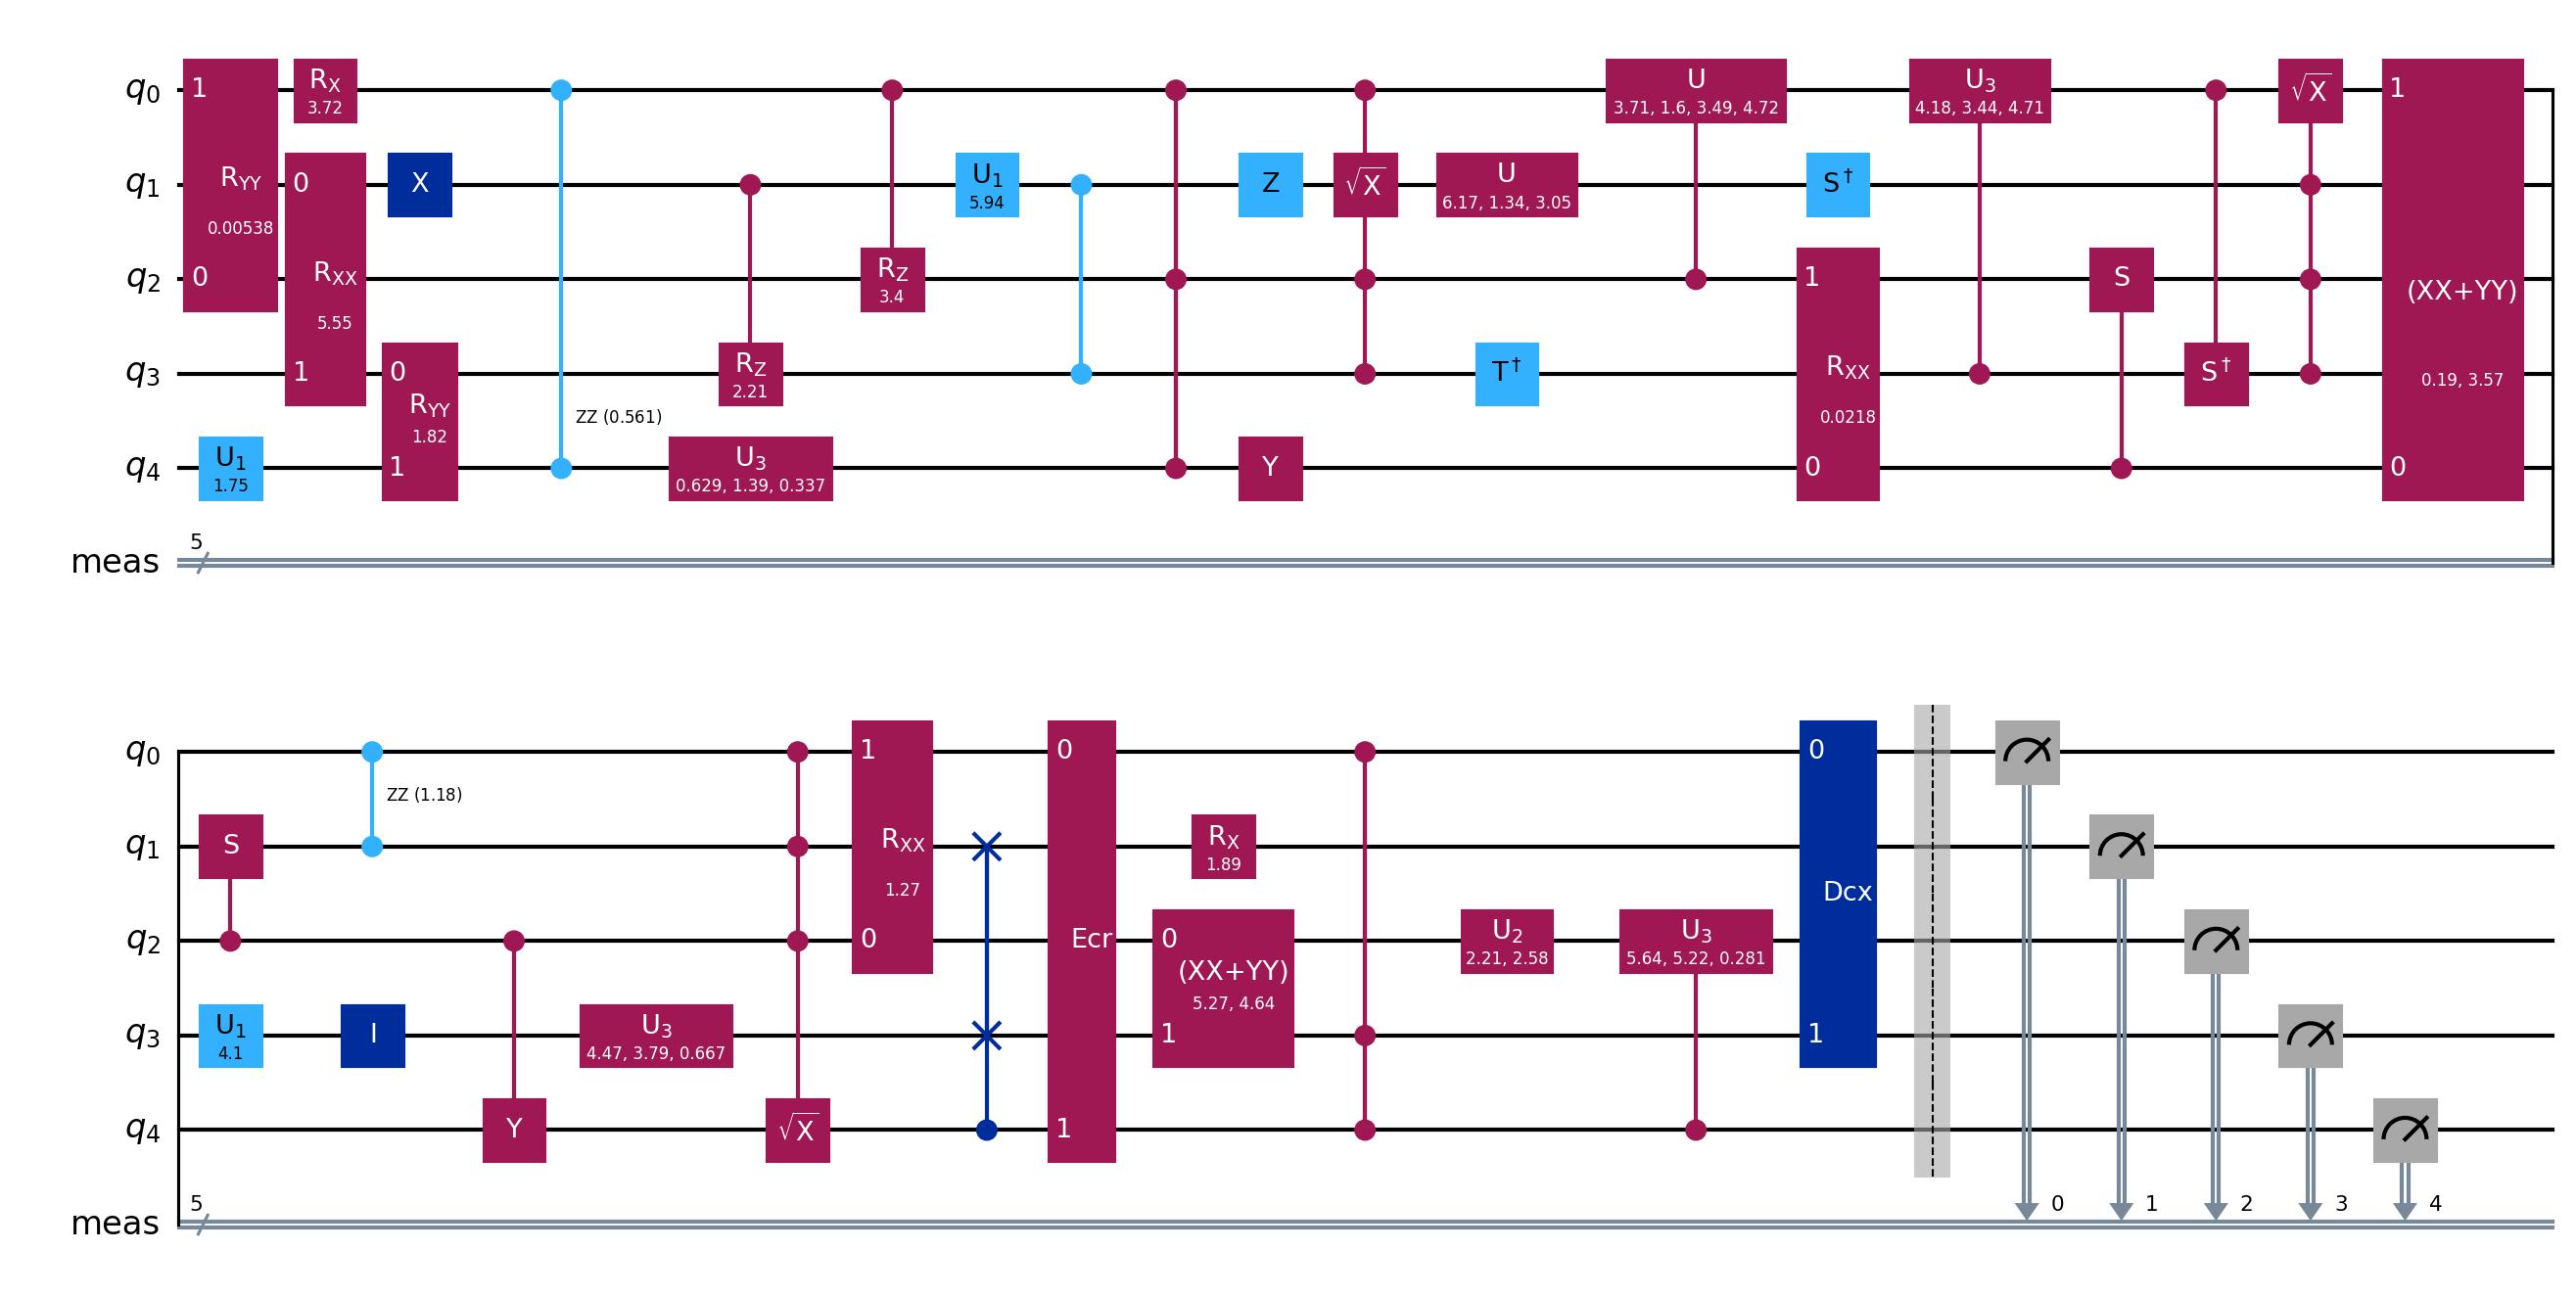 q0 1 RX 3.72 U 3.71, 1.6, 3.49, 4.72 U3 4.18, 3.44, 4.71 √X 1
q1 RYY 0.00538 0 X U1 5.94 Z √X U 6.17, 1.34, 3.05 S†
q2 0 RXX 5.55 RZ 3.4 1 S (XX+YY) 0.19, 3.57
q3 1 0 RYY 1.82 ZZ (0.561) RZ 2.21 T† RXX 0.0218 S†
q4 U1 1.75 1 U3 0.629, 1.39, 0.337 Y 0 0
meas 5
q0 ZZ (1.18) 1 0 0
q1 S RXX 1.27 RX 1.89 Dcx
q2 0 Ecr 0 (XX+YY) 5.27, 4.64 U2 2.21, 2.58 U3 5.64, 5.22, 0.281
q3 U1 4.1 I U3 4.47, 3.79, 0.667 1 1
q4 Y √X 1
meas 5 0 1 2 3 4